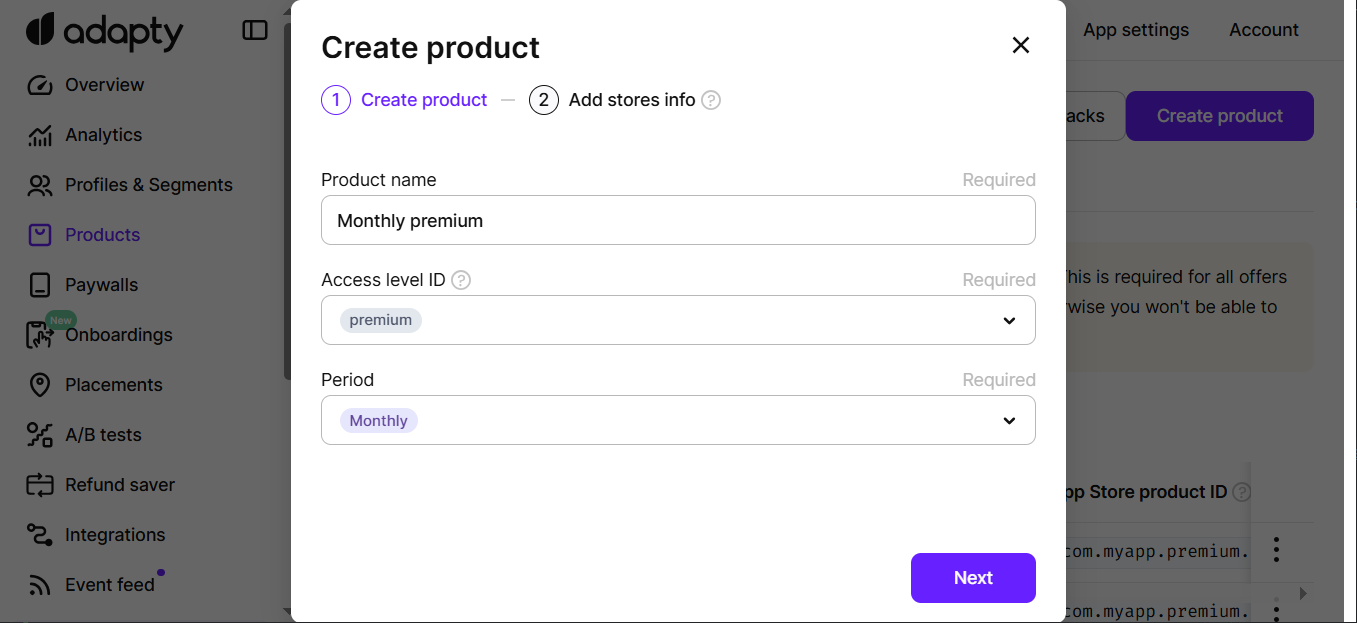 adapty
Overview
Analytics
Profiles & Segments
Products
Paywalls
New
Onboardings
Placements
A/B tests
Refund saver
Integrations
Event feed
Create product
1 Create product — 2 Add stores info ?
Product name Required
Monthly premium
Access level ID ? Required
premium
Period Required
Monthly
Next
App settings Account
acks Create product
his is required for all offers
wise you won't be able to
pp Store product ID ?
com.myapp.premium.
com.myapp.premium.